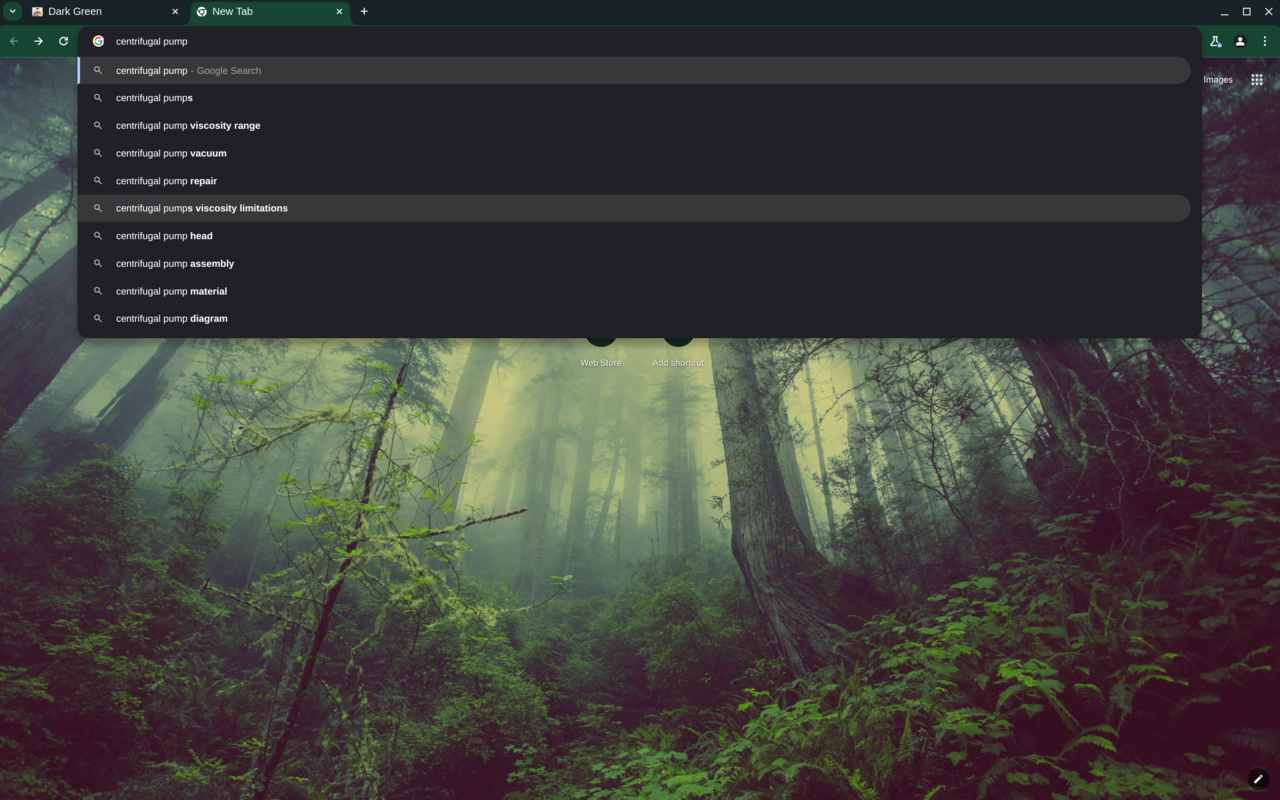 Dark Green
New Tab
centrifugal pump
centrifugal pump - Google Search
Images
centrifugal pumps
centrifugal pump viscosity range
centrifugal pump vacuum
centrifugal pump repair
centrifugal pumps viscosity limitations
centrifugal pump head
centrifugal pump assembly
centrifugal pump material
centrifugal pump diagram
Web Store
Add shortcut